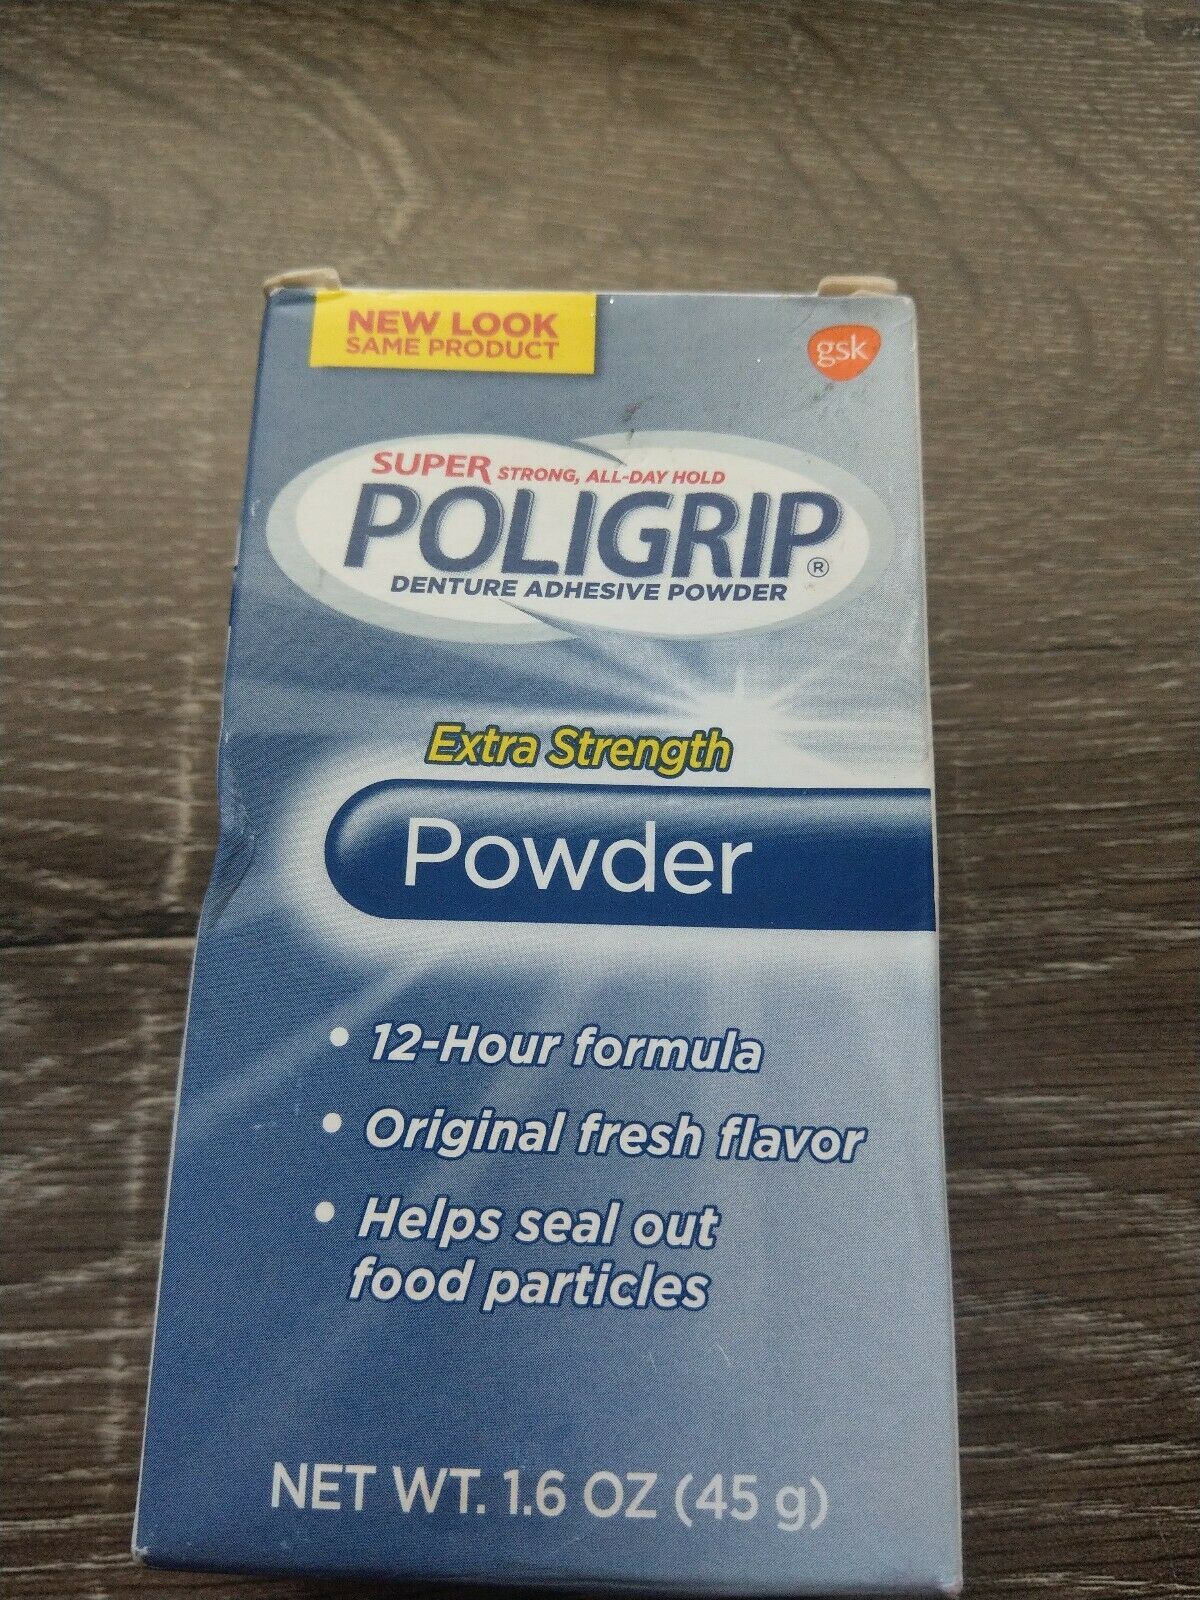 NEW LOOK
SAME PRODUCT
gsk
SUPER STRONG, ALL-DAY HOLD
POLIGRIP®
DENTURE ADHESIVE POWDER
Extra Strength
Powder
• 12-Hour formula
• Original fresh flavor
• Helps seal out
food particles
NET WT. 1.6 OZ (45 g)